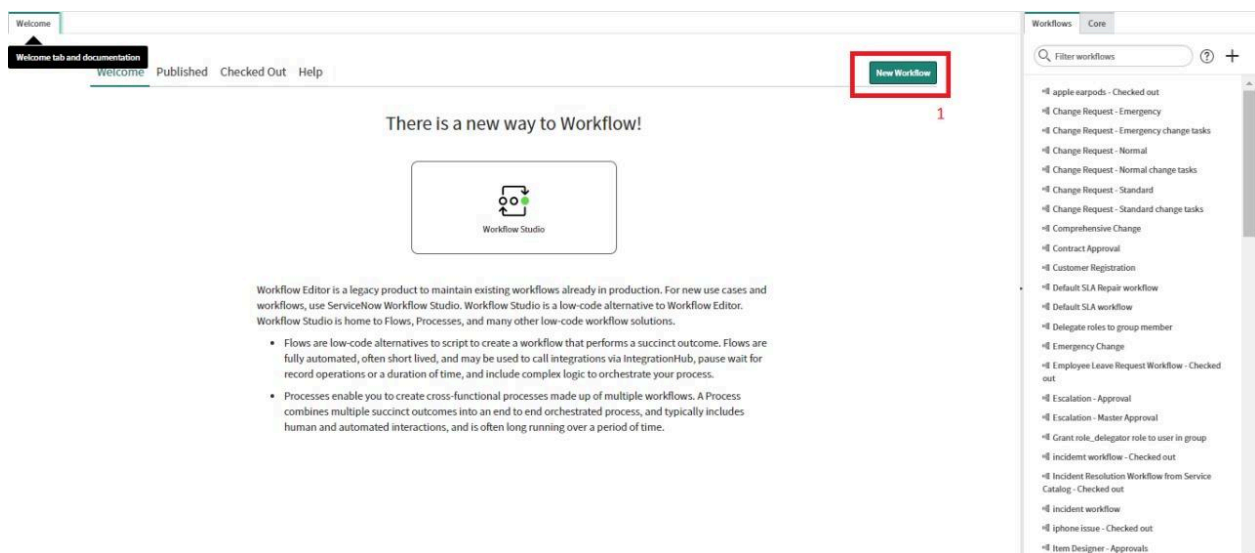 Welcome
Welcome tab and documentation
Welcome Published Checked Out Help
New Workflow
1
There is a new way to Workflow!
Workflow Studio
Workflow Editor is a legacy product to maintain existing workflows already in production. For new use cases and
workflows, use ServiceNow Workflow Studio. Workflow Studio is a low-code alternative to Workflow Editor.
Workflow Studio is home to Flows, Processes, and many other low-code workflow solutions.
• Flows are low-code alternatives to script to create a workflow that performs a succinct outcome. Flows are
fully automated, often short lived, and may be used to call integrations via IntegrationHub, pause wait for
record operations or a duration of time, and include complex logic to orchestrate your process.
• Processes enable you to create cross-functional processes made up of multiple workflows. A Process
combines multiple succinct outcomes into an end to end orchestrated process, and typically includes
human and automated interactions, and is often long running over a period of time.
Workflows Core
Filter workflows
apple earpods - Checked out
Change Request - Emergency
Change Request - Emergency change tasks
Change Request - Normal
Change Request - Normal change tasks
Change Request - Standard
Change Request - Standard change tasks
Comprehensive Change
Contract Approval
Customer Registration
Default SLA Repair workflow
Default SLA workflow
Delegate roles to group member
Emergency Change
Employee Leave Request Workflow - Checked
out
Escalation - Approval
Escalation - Master Approval
Grant role_delegator role to user in group
incidemt workflow - Checked out
Incident Resolution Workflow from Service
Catalog - Checked out
incident workflow
iphone issue - Checked out
Item Designer - Approvals